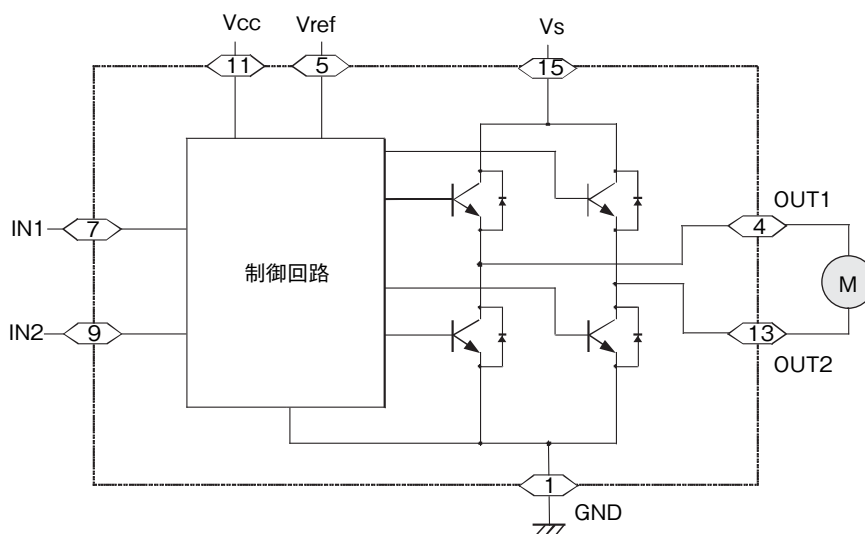 Vcc
Vref
Vs
11
5
15
IN1
7
制御回路
OUT1
4
M
IN2
9
13
OUT2
1
GND